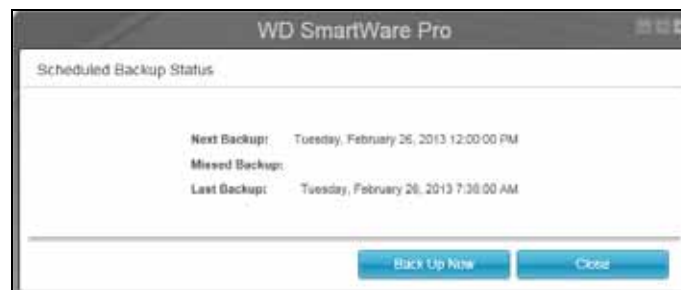 WD SmartWare Pro
Scheduled Backup Status
Next Backup: Tuesday, February 26, 2013 12:00:00 PM
Missed Backup:
Last Backup: Tuesday, February 26, 2013 7:36:00 AM
Back Up Now Close